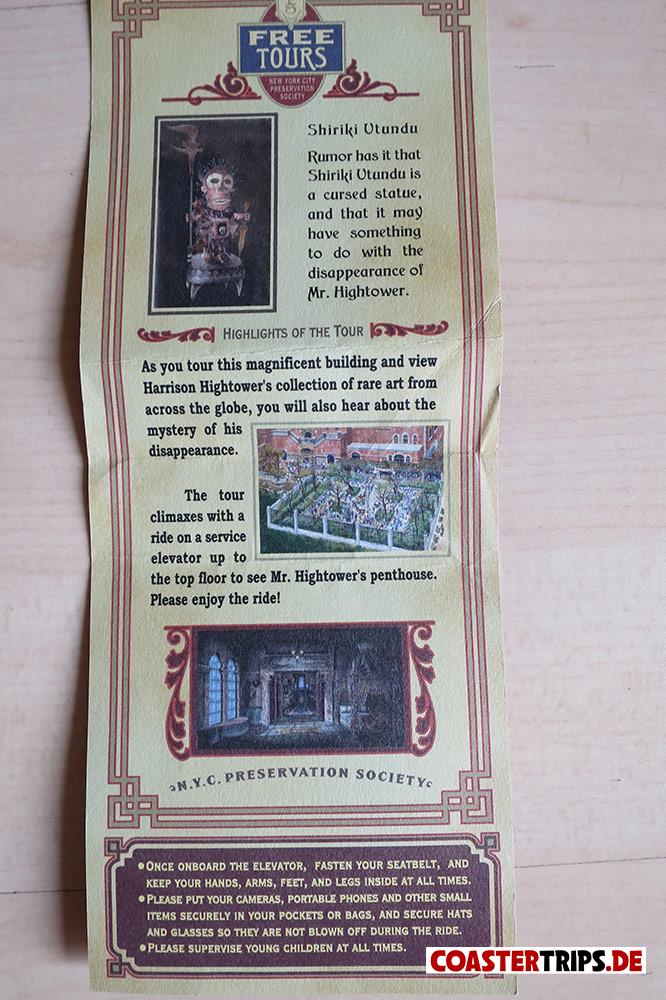 5
FREE
TOURS
NEW YORK CITY
PRESERVATION
SOCIETY
Shiriki Utundu
Rumor has it that
Shiriki Utundu is
a cursed statue,
and that it may
have something
to do with the
disappearance of
Mr. Hightower.
HIGHLIGHTS OF THE TOUR
As you tour this magnificent building and view
Harrison Hightower's collection of rare art from
across the globe, you will also hear about the
mystery of his
disappearance.
The tour
climaxes with a
ride on a service
elevator up to
the top floor to see Mr. Hightower's penthouse.
Please enjoy the ride!
N.Y.C. PRESERVATION SOCIETY
•ONCE ONBOARD THE ELEVATOR, FASTEN YOUR SEATBELT, AND
KEEP YOUR HANDS, ARMS, FEET, AND LEGS INSIDE AT ALL TIMES.
•PLEASE PUT YOUR CAMERAS, PORTABLE PHONES AND OTHER SMALL
ITEMS SECURELY IN YOUR POCKETS OR BAGS, AND SECURE HATS
AND GLASSES SO THEY ARE NOT BLOWN OFF DURING THE RIDE.
•PLEASE SUPERVISE YOUNG CHILDREN AT ALL TIMES.
COASTERTRIPS.DE